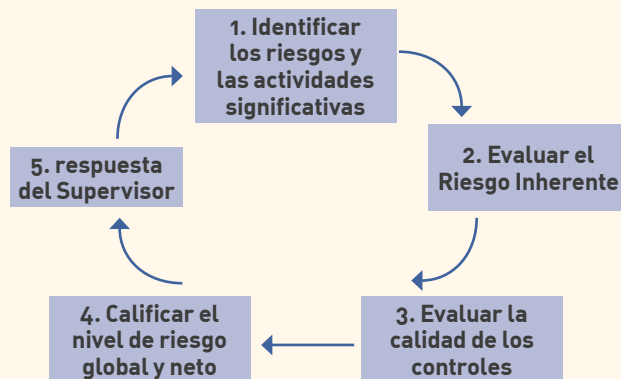 1. Identificar
los riesgos y
las actividades
significativas
2. Evaluar el
Riesgo Inherente
3. Evaluar la
calidad de los
controles
4. Calificar el
nivel de riesgo
global y neto
5. respuesta
del Supervisor